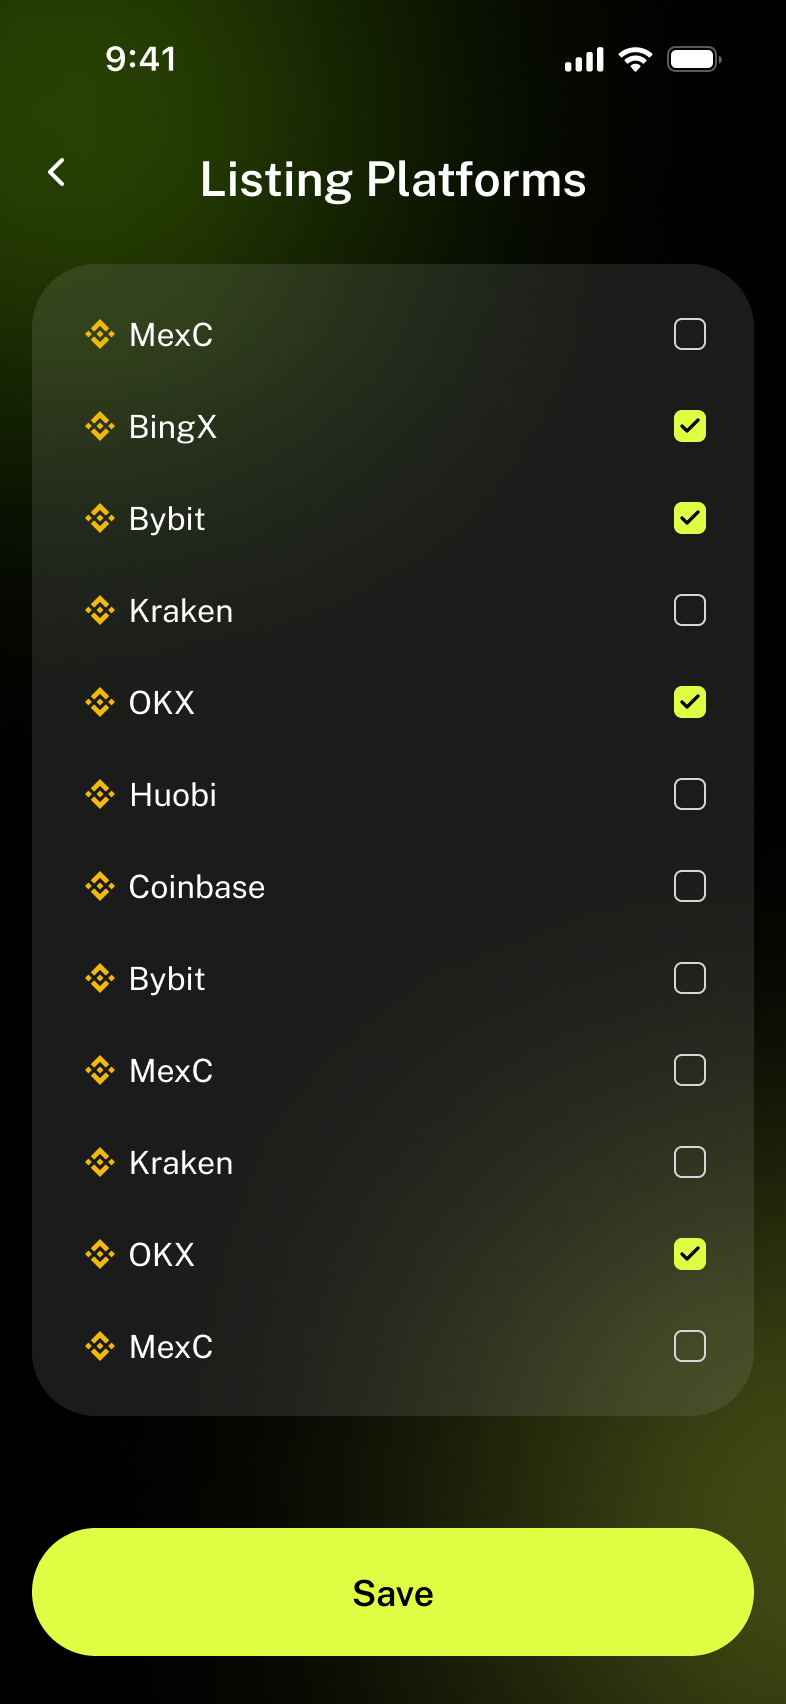 9:41
Listing Platforms
MexC
BingX
Bybit
Kraken
OKX
Huobi
Coinbase
Bybit
MexC
Kraken
OKX
MexC
Save